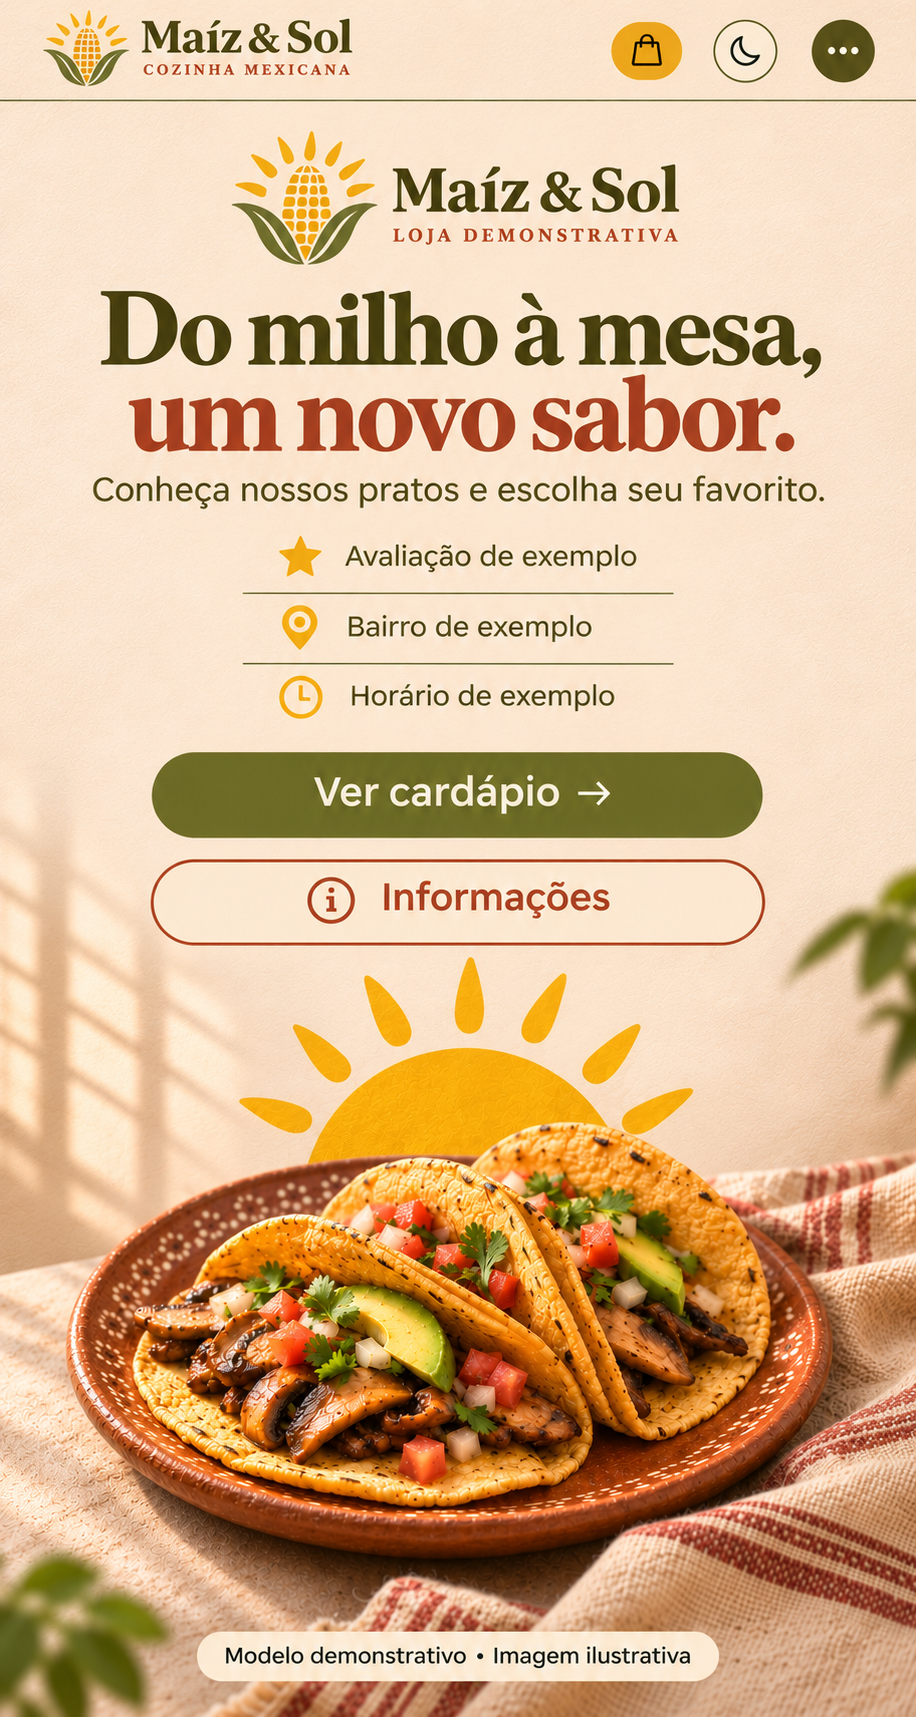 Maíz & Sol
COZINHA MEXICANA
Maíz & Sol
LOJA DEMONSTRATIVA
Do milho à mesa,
um novo sabor.
Conheça nossos pratos e escolha seu favorito.
Avaliação de exemplo
Bairro de exemplo
Horário de exemplo
Ver cardápio →
Informações
Modelo demonstrativo • Imagem ilustrativa